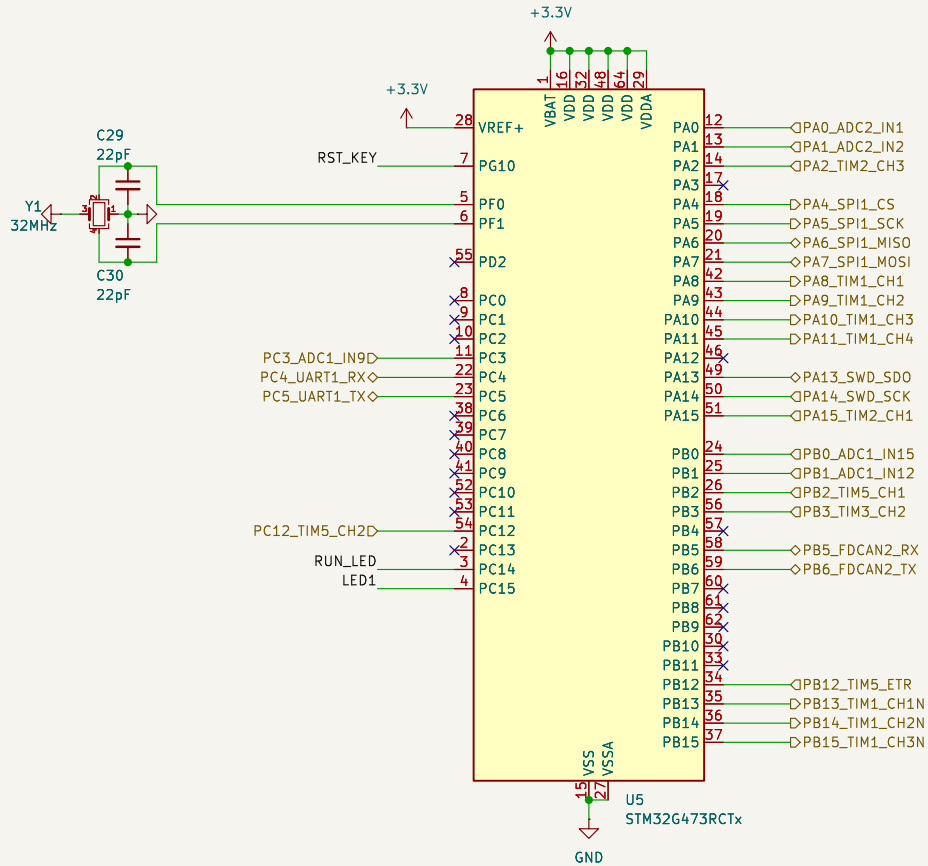 +3.3V
+3.3V
1
16
32
48
64
29
VBAT
VDD
VDD
VDD
VDD
VDDA
28 VREF+
RST_KEY 7 PG10
5 PF0
6 PF1
55 PD2
8 PC0
9 PC1
10 PC2
PC3_ADC1_IN9 11 PC3
PC4_UART1_RX 22 PC4
PC5_UART1_TX 23 PC5
38 PC6
39 PC7
40 PC8
41 PC9
52 PC10
53 PC11
PC12_TIM5_CH2 54 PC12
2 PC13
RUN_LED 3 PC14
LED1 4 PC15
C29
22pF
Y1
32MHz
2
3
1
4
C30
22pF
PA0 12 PA0_ADC2_IN1
PA1 13 PA1_ADC2_IN2
PA2 14 PA2_TIM2_CH3
PA3 17
PA4 18 PA4_SPI1_CS
PA5 19 PA5_SPI1_SCK
PA6 20 PA6_SPI1_MISO
PA7 21 PA7_SPI1_MOSI
PA8 42 PA8_TIM1_CH1
PA9 43 PA9_TIM1_CH2
PA10 44 PA10_TIM1_CH3
PA11 45 PA11_TIM1_CH4
PA12 46
PA13 49 PA13_SWD_SDO
PA14 50 PA14_SWD_SCK
PA15 51 PA15_TIM2_CH1
PB0 24 PB0_ADC1_IN15
PB1 25 PB1_ADC1_IN12
PB2 26 PB2_TIM5_CH1
PB3 56 PB3_TIM3_CH2
PB4 57
PB5 58 PB5_FDCAN2_RX
PB6 59 PB6_FDCAN2_TX
PB7 60
PB8 61
PB9 62
PB10 30
PB11 33
PB12 34 PB12_TIM5_ETR
PB13 35 PB13_TIM1_CH1N
PB14 36 PB14_TIM1_CH2N
PB15 37 PB15_TIM1_CH3N
VSS
VSSA
15
27
U5
STM32G473RCTx
GND